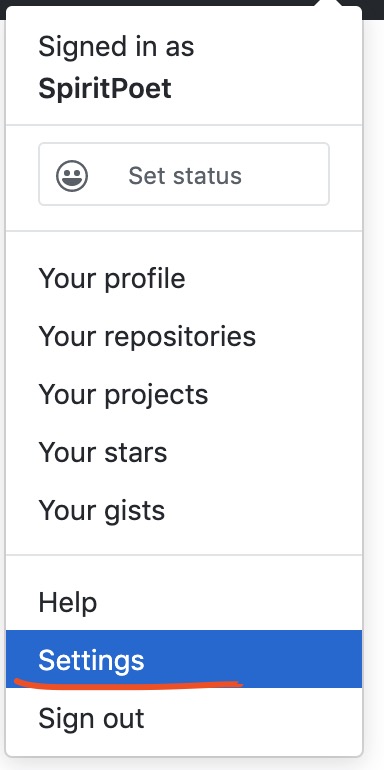 Signed in as
SpiritPoet
Set status
Your profile
Your repositories
Your projects
Your stars
Your gists
Help
Settings
Sign out